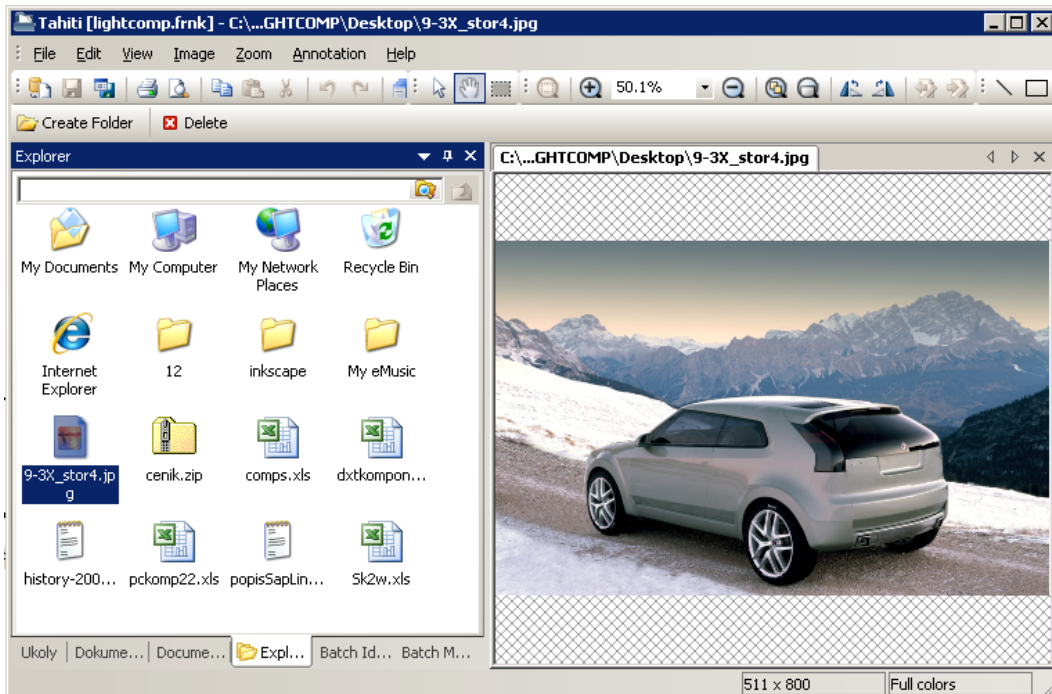 Tahiti [lightcomp.frnk] - C:\...GHTCOMP\Desktop\9-3X_stor4.jpg
File Edit View Image Zoom Annotation Help
50.1%
Create Folder Delete
Explorer
C:\...GHTCOMP\Desktop\9-3X_stor4.jpg
My Documents My Computer My Network Recycle Bin
Places
Internet 12 inkscape My eMusic
Explorer
9-3X_stor4.jp cenik.zip comps.xls dxtkompon...
g
history-200... pckomp22.xls popisSapLin... Sk2w.xls
Ukoly Dokume... Docume... Expl... Batch Id... Batch M...
511 x 800 Full colors